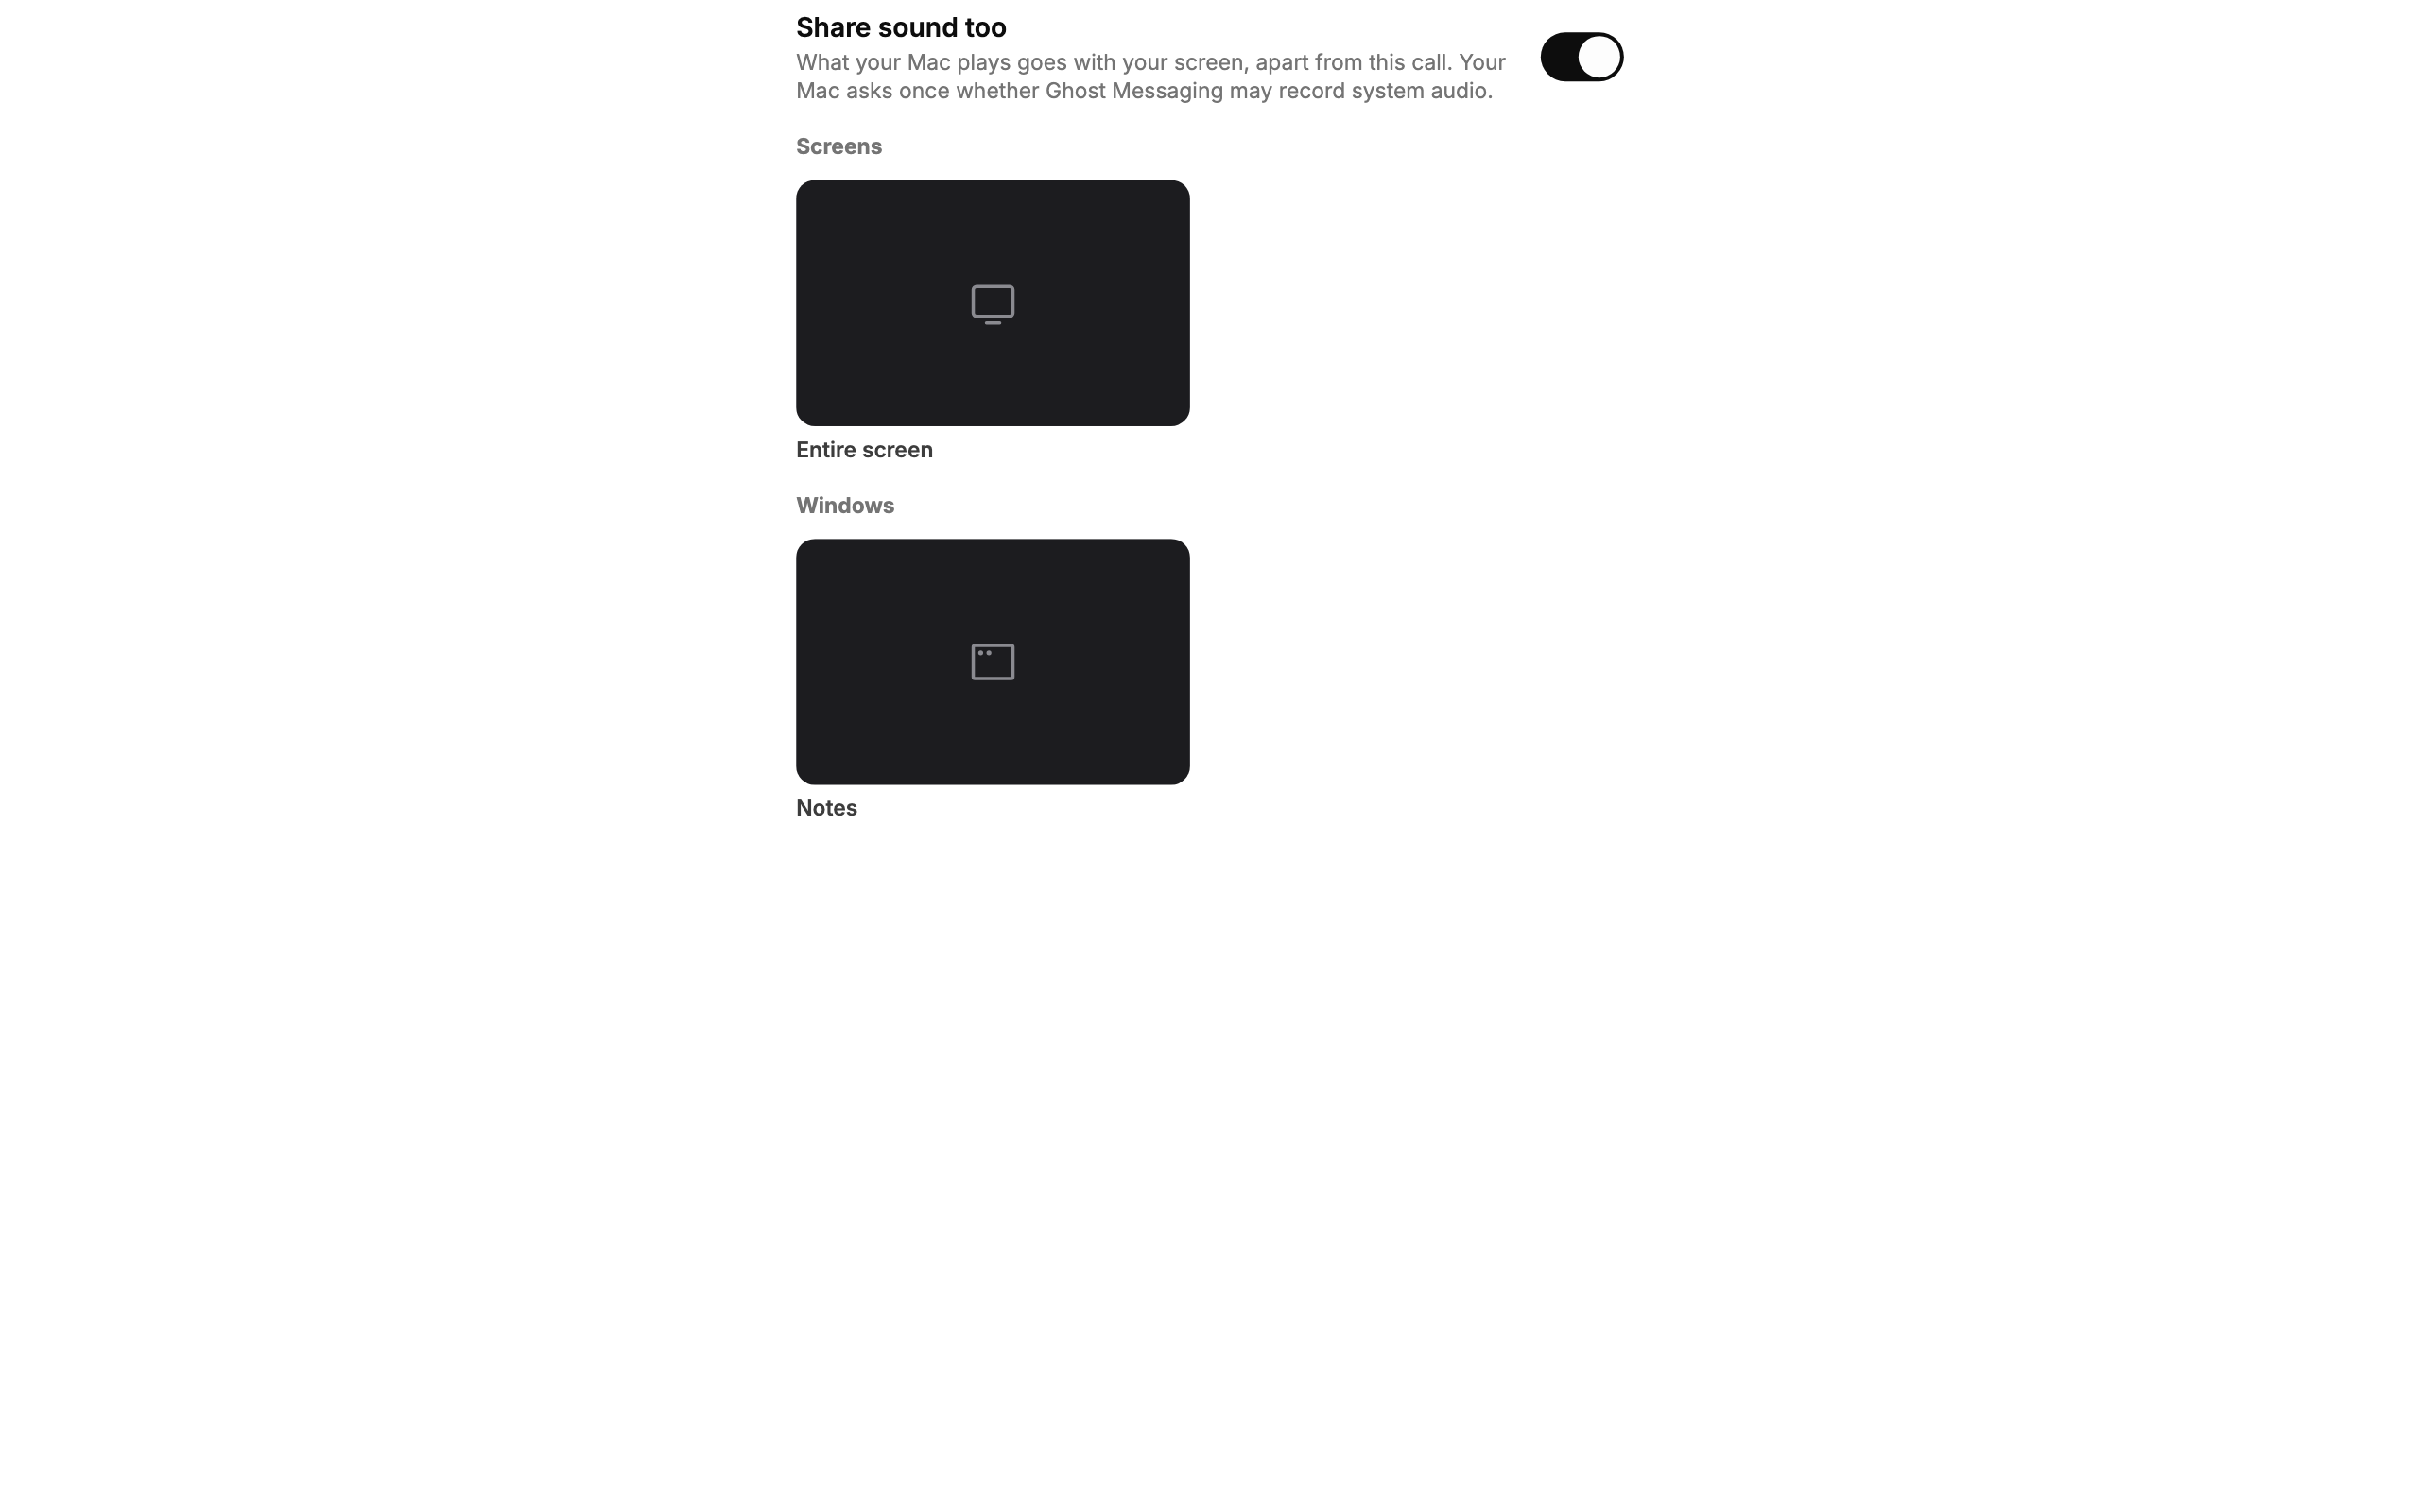 Share sound too
What your Mac plays goes with your screen, apart from this call. Your
Mac asks once whether Ghost Messaging may record system audio.
Screens
Entire screen
Windows
Notes